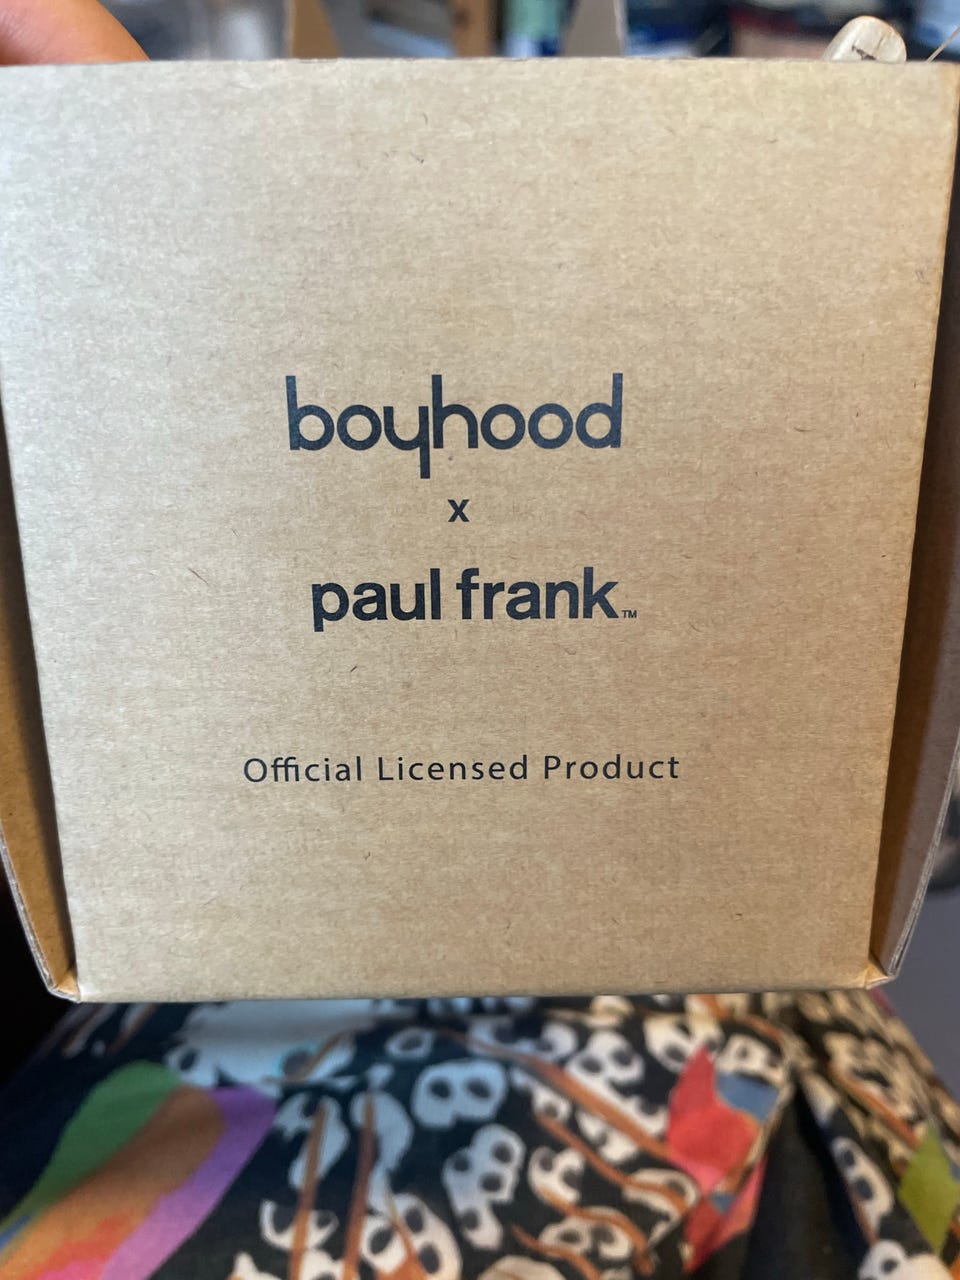 boyhood
x
paul frank™
Official Licensed Product